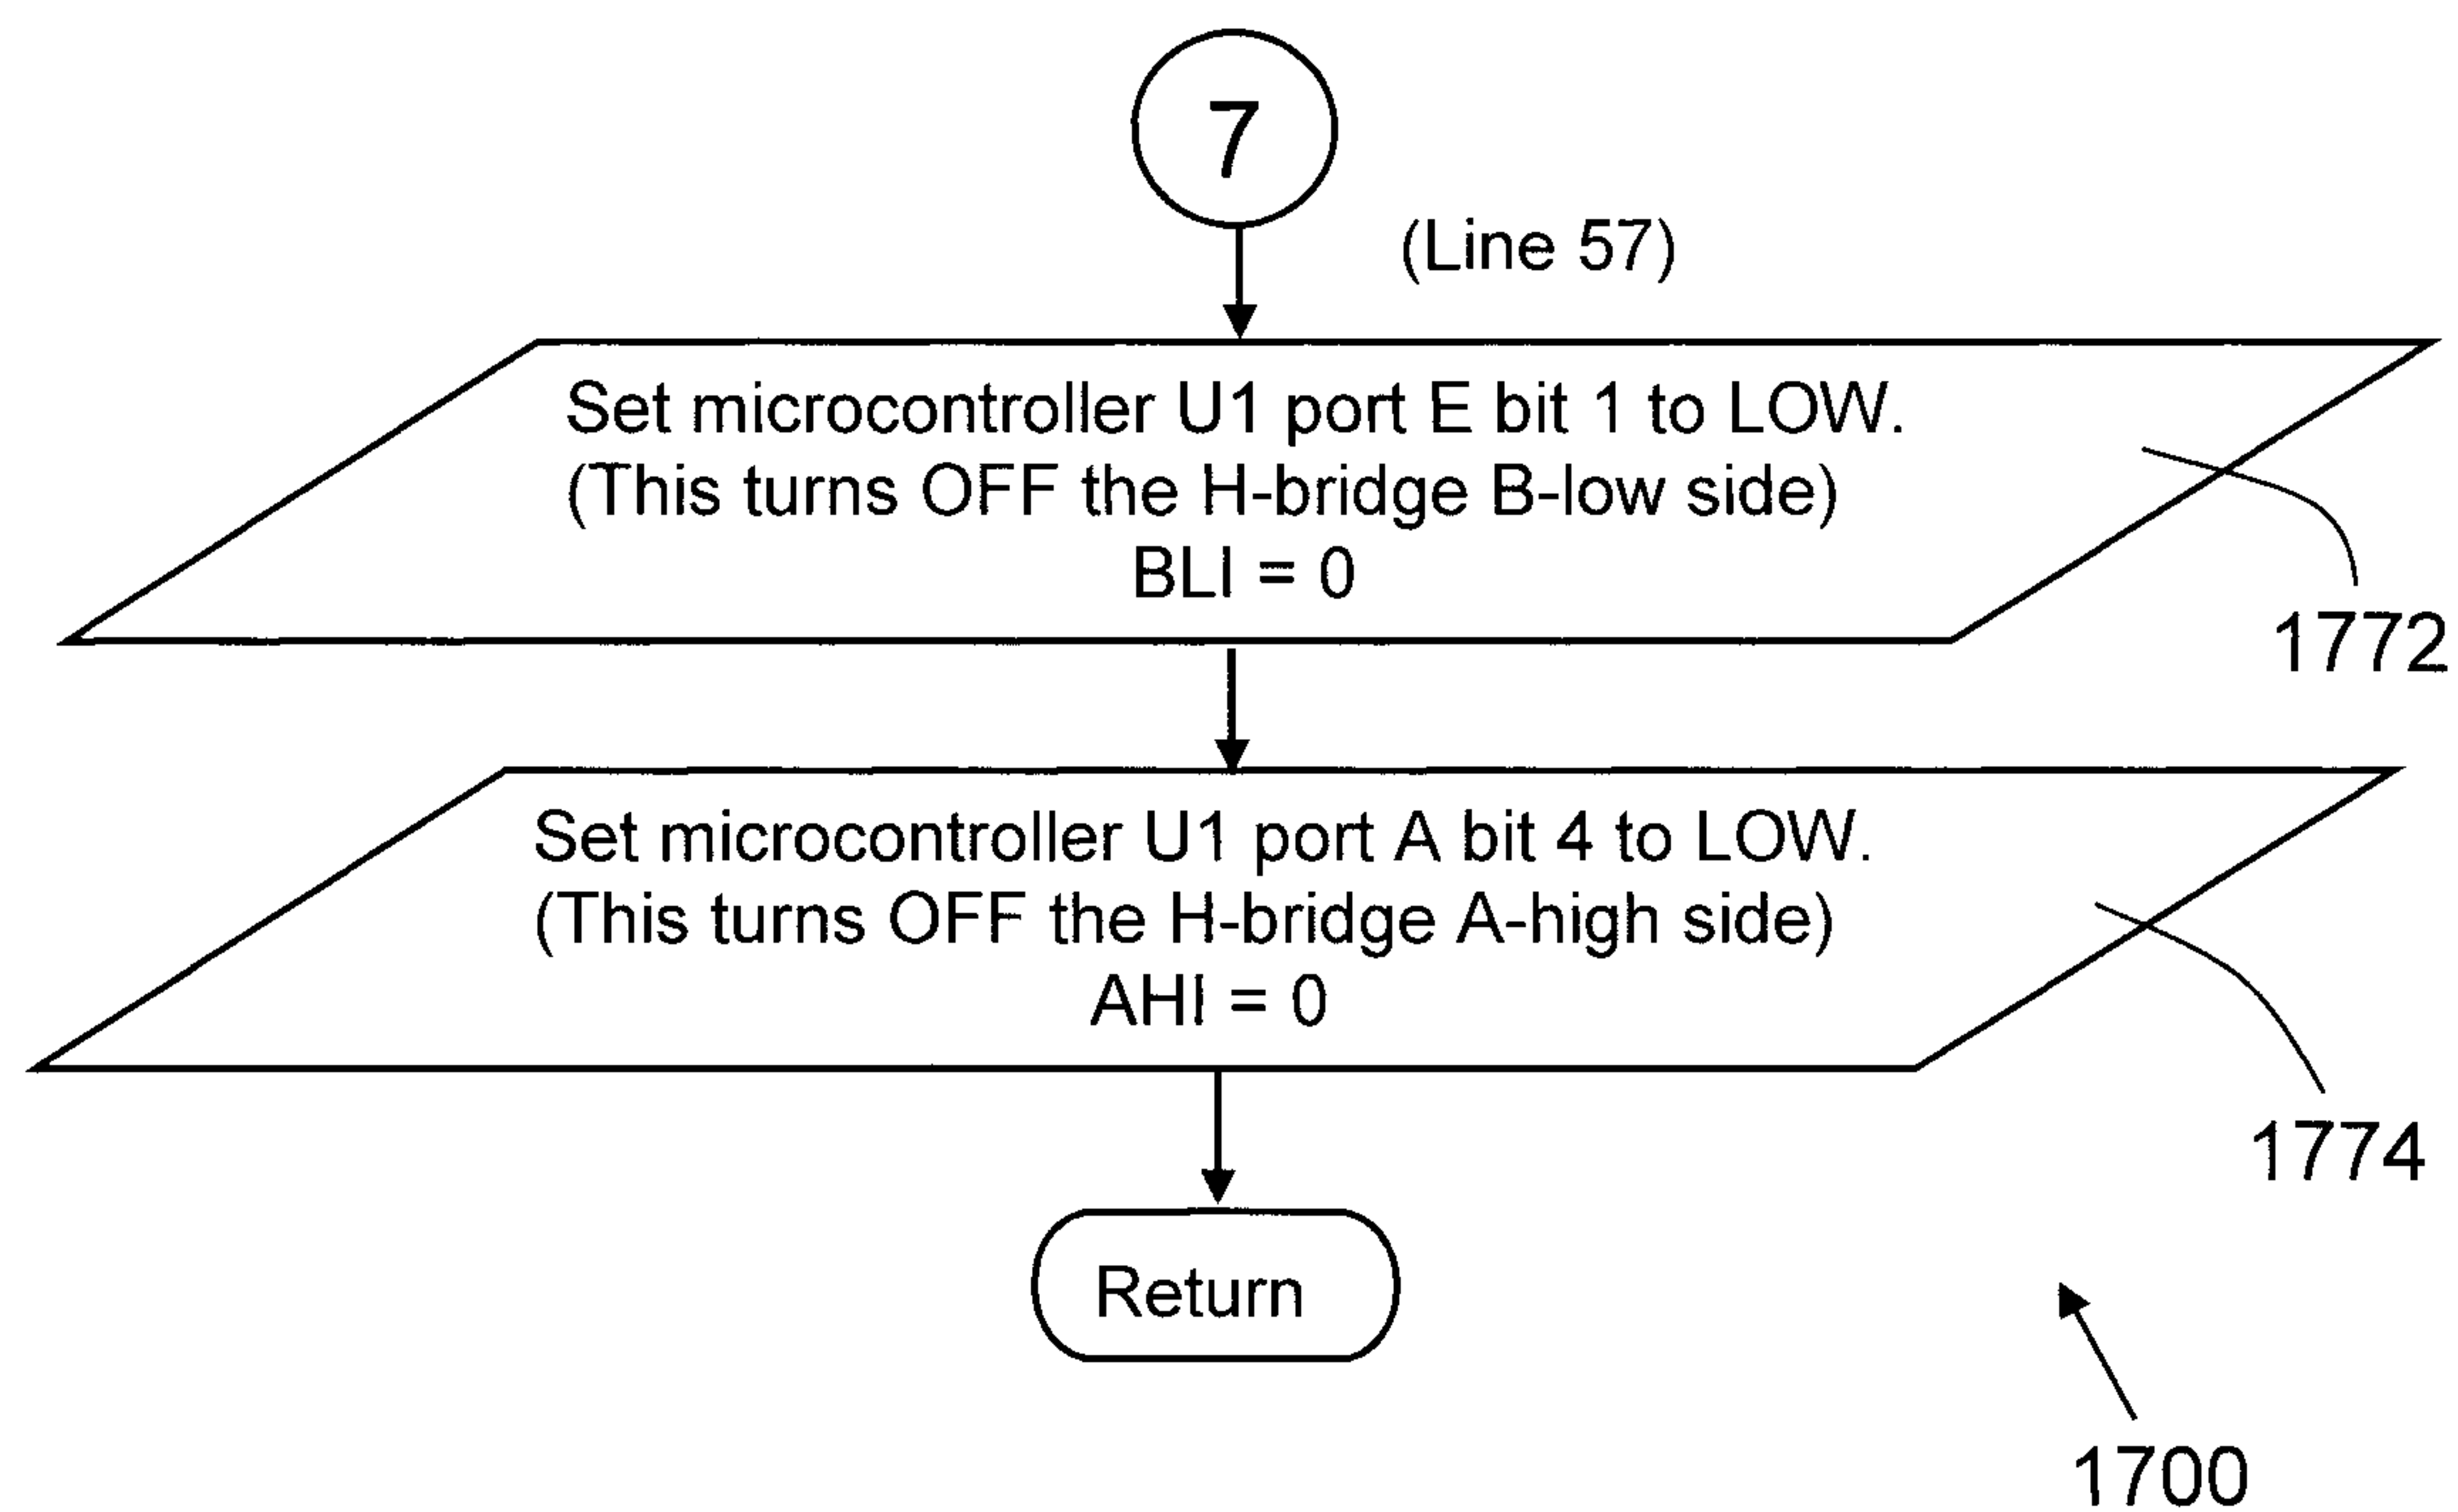 7
(Line 57)
Set microcontroller U1 port E bit 1 to LOW.
(This turns OFF the H-bridge B-low side)
BLI = 0
1772
Set microcontroller U1 port A bit 4 to LOW.
(This turns OFF the H-bridge A-high side)
AHI = 0
1774
Return
1700